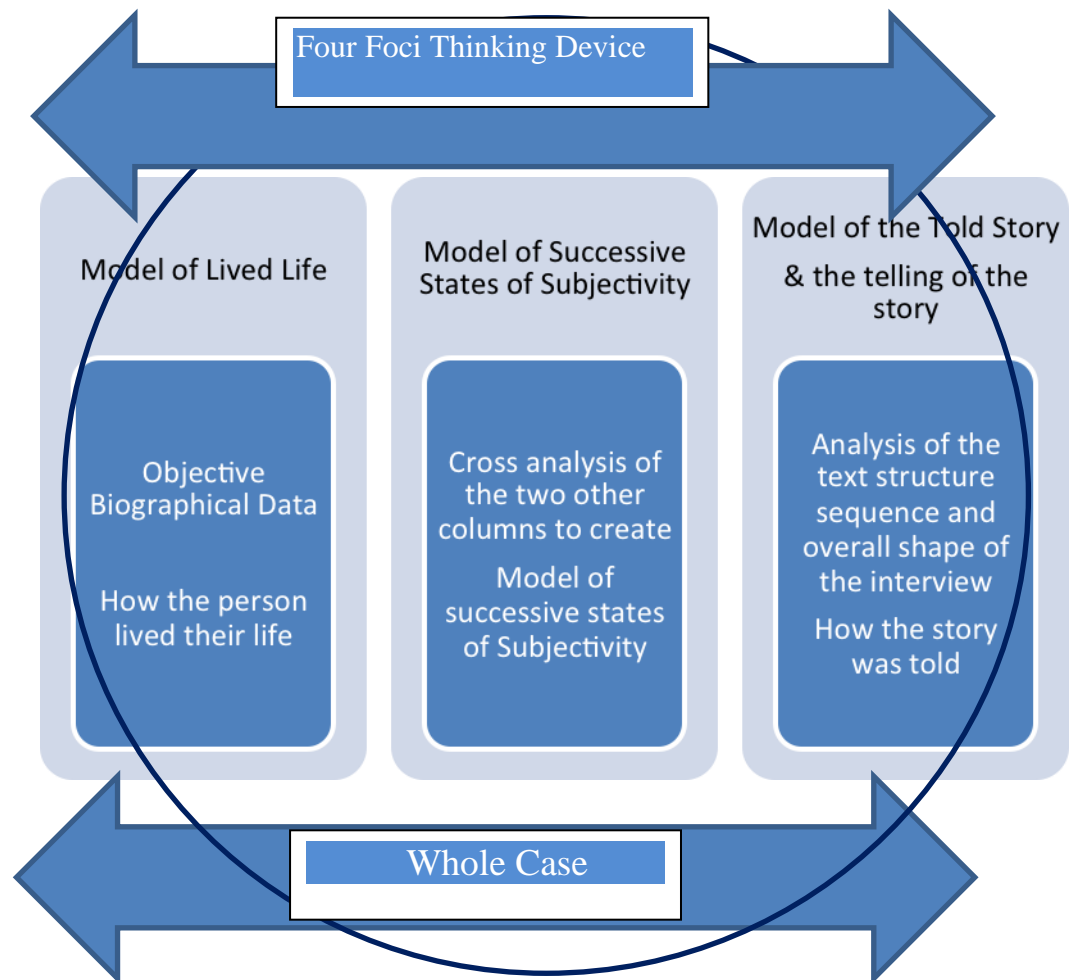 Four Foci Thinking Device
Model of Lived Life
Objective
Biographical Data
How the person
lived their life
Model of Successive
States of Subjectivity
Cross analysis of
the two other
columns to create
Model of
successive states
of Subjectivity
Model of the Told Story
& the telling of the
story
Analysis of the
text structure
sequence and
overall shape of
the interview
How the story
was told
Whole Case